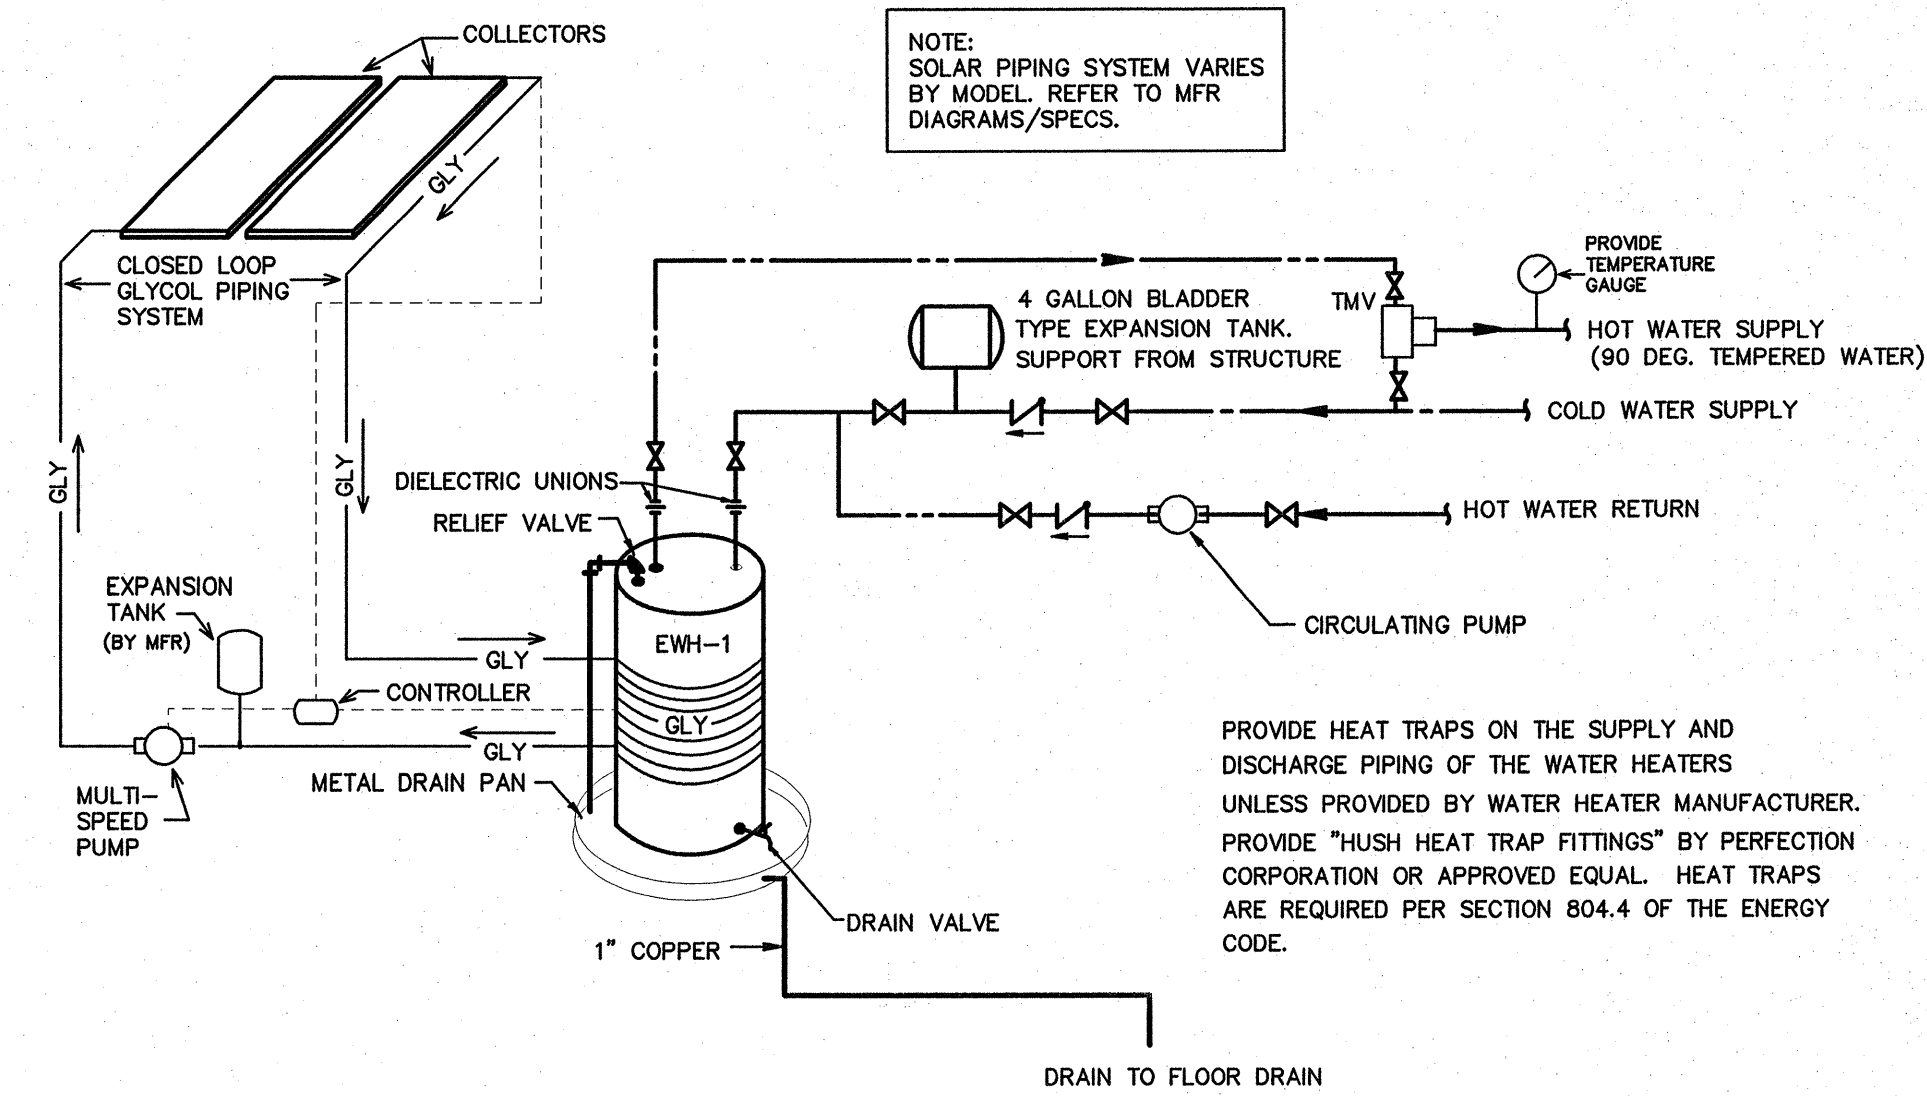 COLLECTORS
NOTE:
SOLAR PIPING SYSTEM VARIES
BY MODEL. REFER TO MFR
DIAGRAMS/SPECS.
GLY
CLOSED LOOP
GLYCOL PIPING
SYSTEM
PROVIDE
TEMPERATURE
GAUGE
4 GALLON BLADDER
TYPE EXPANSION TANK.
SUPPORT FROM STRUCTURE
TMV
HOT WATER SUPPLY
(90 DEG. TEMPERED WATER)
COLD WATER SUPPLY
GLY
GLY
DIELECTRIC UNIONS
RELIEF VALVE
HOT WATER RETURN
EXPANSION
TANK
(BY MFR)
CIRCULATING PUMP
EWH-1
GLY
CONTROLLER
GLY
GLY
METAL DRAIN PAN
MULTI-
SPEED
PUMP
PROVIDE HEAT TRAPS ON THE SUPPLY AND
DISCHARGE PIPING OF THE WATER HEATERS
UNLESS PROVIDED BY WATER HEATER MANUFACTURER.
PROVIDE "HUSH HEAT TRAP FITTINGS" BY PERFECTION
CORPORATION OR APPROVED EQUAL. HEAT TRAPS
ARE REQUIRED PER SECTION 804.4 OF THE ENERGY
CODE.
DRAIN VALVE
1" COPPER
DRAIN TO FLOOR DRAIN